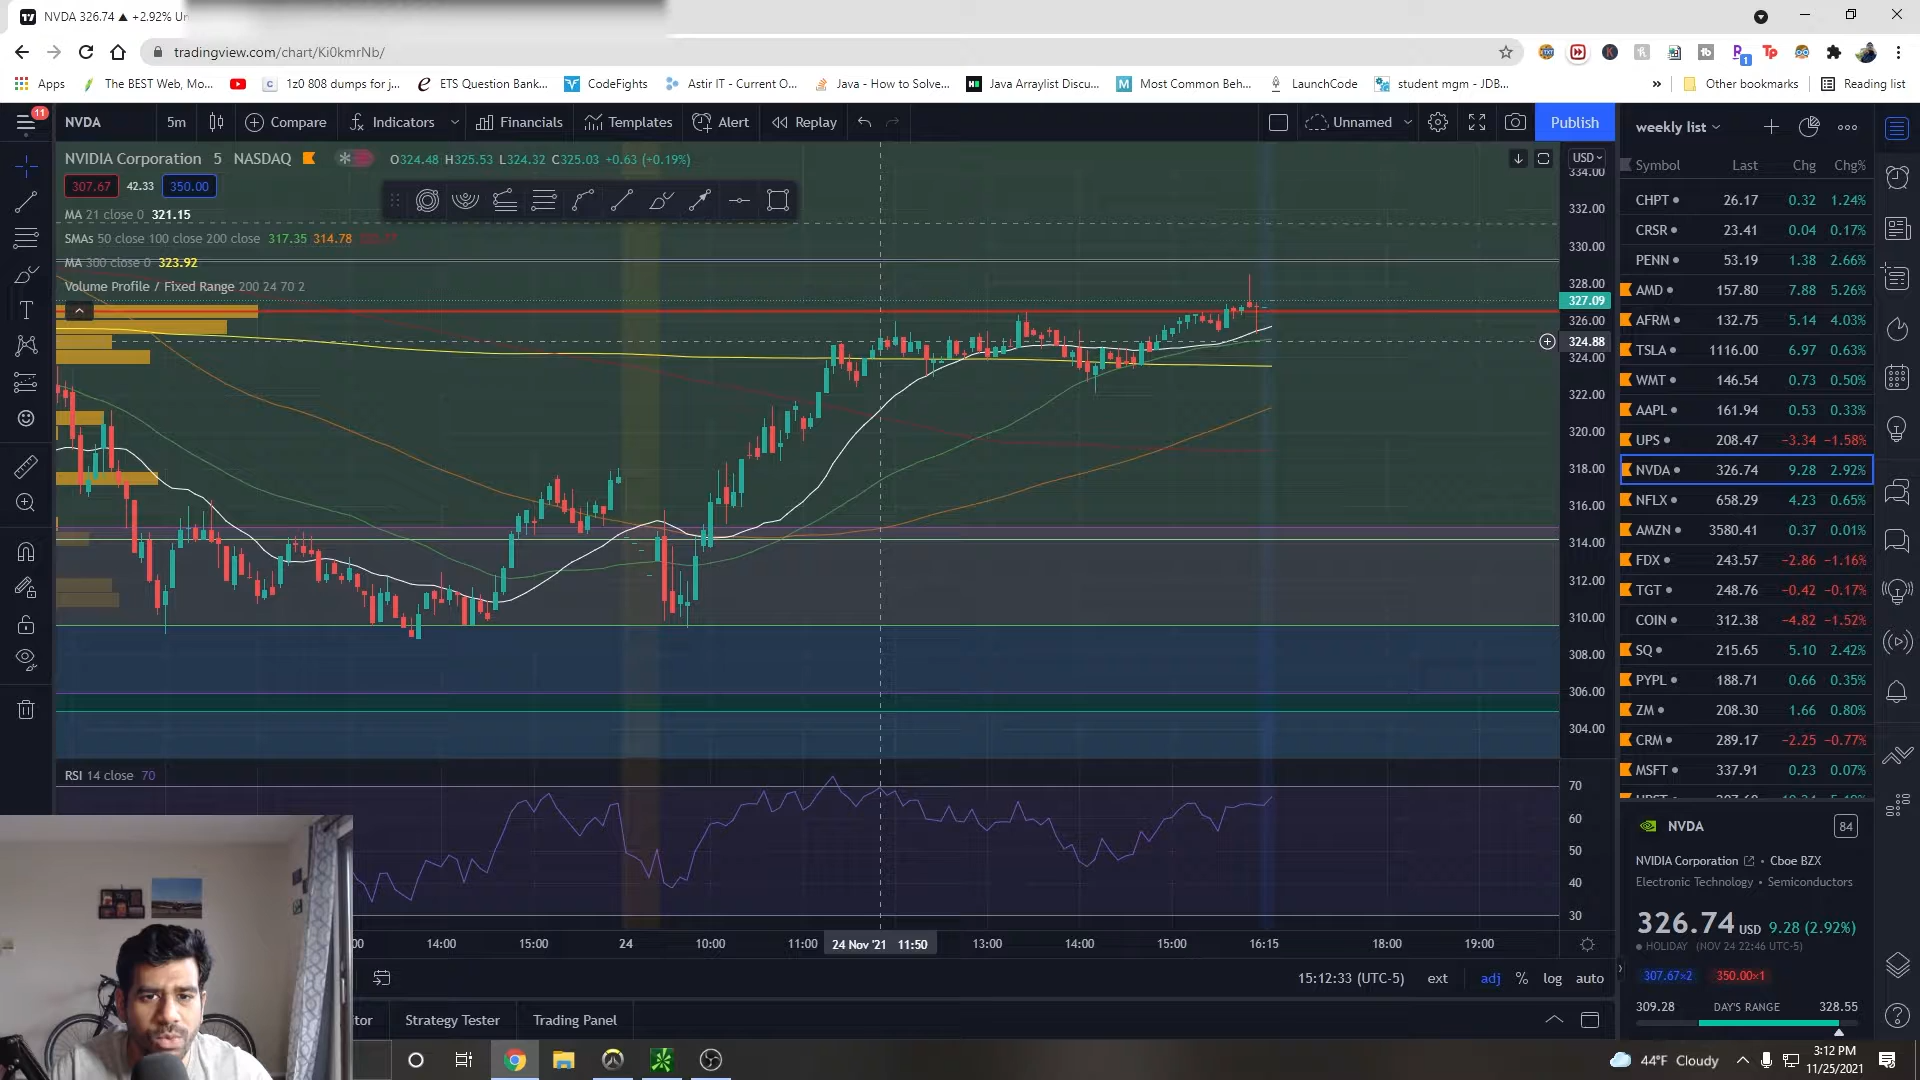 NVDA 326.74 ▲ +2.92% Un
tradingview.com/chart/Ki0kmrNb/
Apps The BEST Web, Mo... 1z0 808 dumps for j... ETS Question Bank... CodeFights Astir IT - Current O... Java - How to Solve... Java Arraylist Discu... Most Common Beh... LaunchCode student mgm - JDB... » Other bookmarks Reading list
11 NVDA 5m Compare Indicators Financials Templates Alert Replay Unnamed Publish
weekly list
NVIDIA Corporation 5 NASDAQ O324.48 H325.53 L324.32 C325.03 +0.63 (+0.19%)
307.67 42.33 350.00
MA 21 close 0 321.15
SMAs 50 close 100 close 200 close 317.35 314.78
MA 300 close 0 323.92
Volume Profile / Fixed Range 200 24 70 2
USD
334.00
332.00
330.00
328.00
327.09
326.00
324.88
324.00
322.00
320.00
318.00
316.00
314.00
312.00
310.00
308.00
306.00
304.00
RSI 14 close 70
70
60
50
40
30
14:00 15:00 24 10:00 11:00 24 Nov '21 11:50 13:00 14:00 15:00 16:15 18:00 19:00
15:12:33 (UTC-5) ext adj % log auto
Strategy Tester Trading Panel
Symbol Last Chg Chg%
CHPT 26.17 0.32 1.24%
CRSR 23.41 0.04 0.17%
PENN 53.19 1.38 2.66%
AMD 157.80 7.88 5.26%
AFRM 132.75 5.14 4.03%
TSLA 1116.00 6.97 0.63%
WMT 146.54 0.73 0.50%
AAPL 161.94 0.53 0.33%
UPS 208.47 −3.34 −1.58%
NVDA 326.74 9.28 2.92%
NFLX 658.29 4.23 0.65%
AMZN 3580.41 0.37 0.01%
FDX 243.57 −2.86 −1.16%
TGT 248.76 −0.42 −0.17%
COIN 312.38 −4.82 −1.52%
SQ 215.65 5.10 2.42%
PYPL 188.71 0.66 0.35%
ZM 208.30 1.66 0.80%
CRM 289.17 −2.25 −0.77%
MSFT 337.91 0.23 0.07%
NVDA 84
NVIDIA Corporation • Cboe BZX
Electronic Technology • Semiconductors
326.74 USD 9.28 (2.92%)
HOLIDAY (NOV 24 22:46 UTC-5)
307.67×2 350.00×1
309.28 DAY'S RANGE 328.55
44°F Cloudy 3:12 PM
11/25/2021